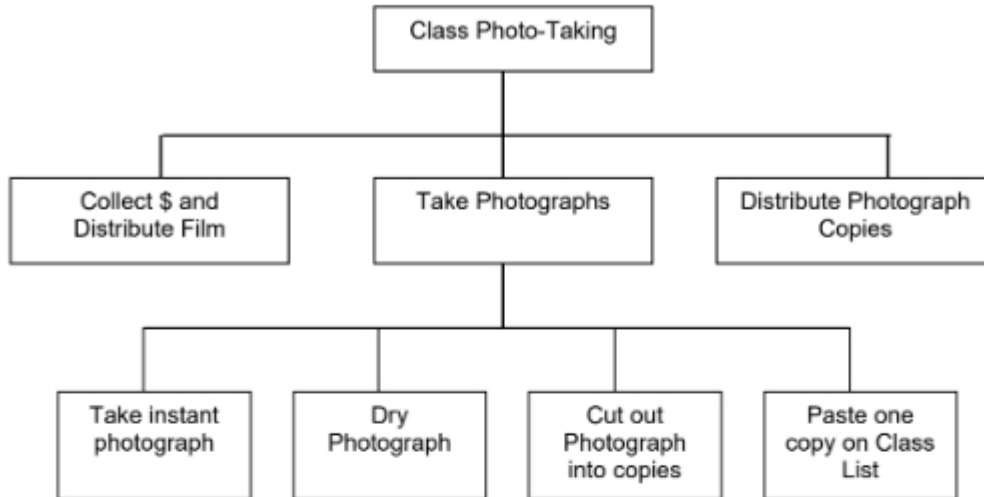 Class Photo-Taking
Collect $ and
Distribute Film
Take Photographs
Distribute Photograph
Copies
Take instant
photograph
Dry
Photograph
Cut out
Photograph
into copies
Paste one
copy on Class
List